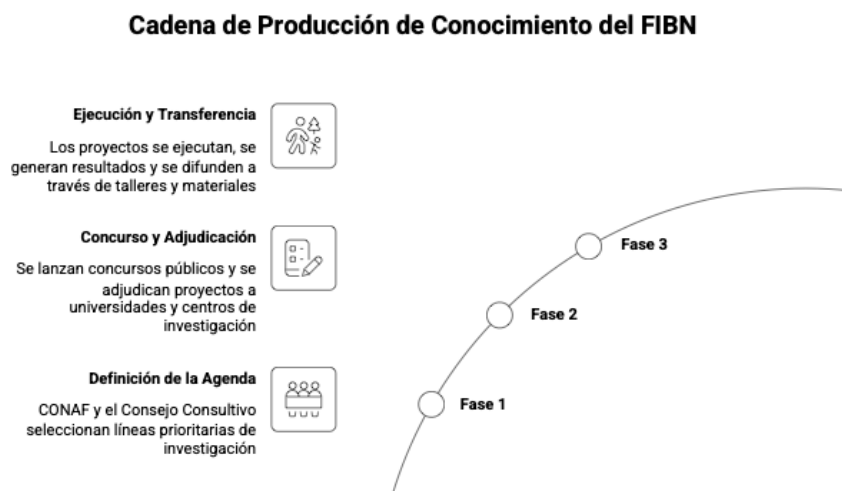 Cadena de Producción de Conocimiento del FIBN
Ejecución y Transferencia
Los proyectos se ejecutan, se
generan resultados y se difunden a
través de talleres y materiales
Concurso y Adjudicación
Se lanzan concursos públicos y se
adjudican proyectos a
universidades y centros de
investigación
Definición de la Agenda
CONAF y el Consejo Consultivo
seleccionan líneas prioritarias de
investigación
Fase 3
Fase 2
Fase 1